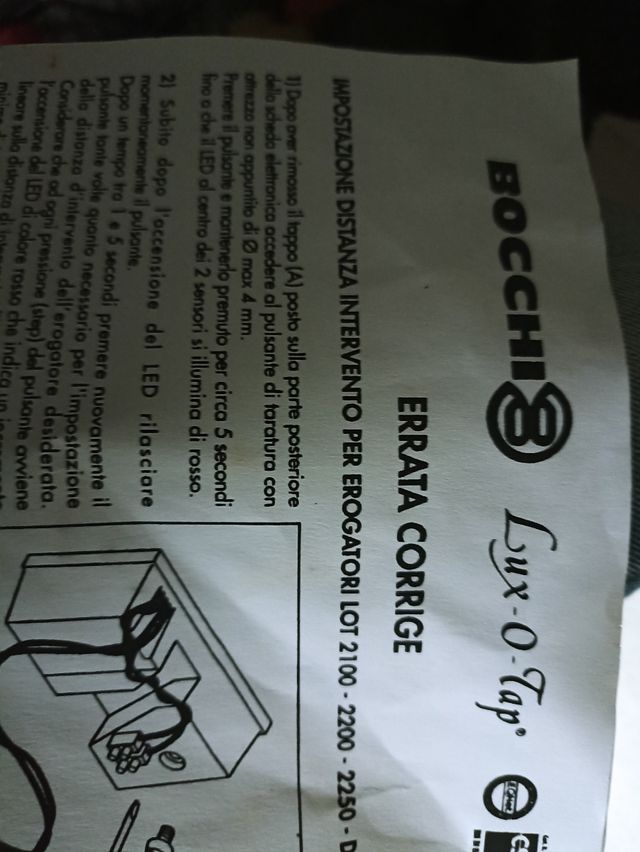 BOCCHI Lux-O-Tap®
ERRATA CORRIGE
IMPOSTAZIONE DISTANZA INTERVENTO PER EROGATORI LOT 2100 - 2200 - 2250 - D
1) Dopo aver rimosso il tappo (A) posto sulla parte posteriore
della scheda elettronica accedere al pulsante di taratura con
attrezzo non appuntito di Ø max 4 mm.
Premere il pulsante e mantenerlo premuto per circa 5 secondi
fino a che il LED al centro dei 2 sensori si illumina di rosso.
2) Subito dopo l'accensione del LED rilasciare
momentaneamente il pulsante.
Dopo un tempo tra 1 e 5 secondi premere nuovamente il
pulsante tante volte quanto necessario per l'impostazione
della distanza d'intervento dell'erogatore desiderata.
Considerare che ad ogni pressione (step) del pulsante avviene
l'accensione del LED di colore rosso che indica un incremento
lineare sulla distanza di